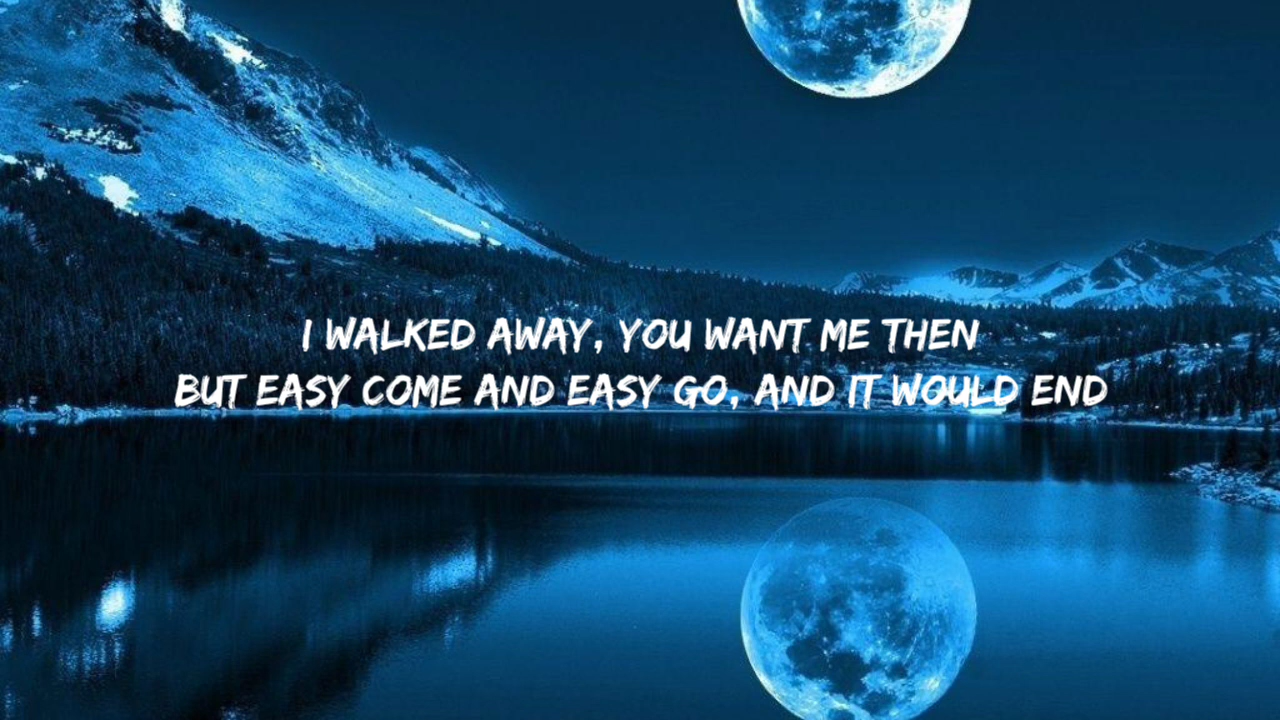 I WALKED AWAY, YOU WANT ME THEN
BUT EASY COME AND EASY GO, AND IT WOULD END